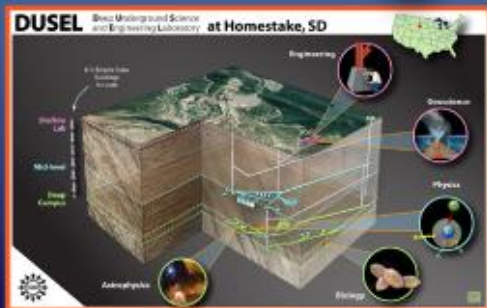 DUSEL Deep Underground Science
and Engineering Laboratory at Homestake, SD
Engineering
Geoscience
Shallow
Lab
Mid-level
Deep
Campus
Physics
Astrophysics
Biology